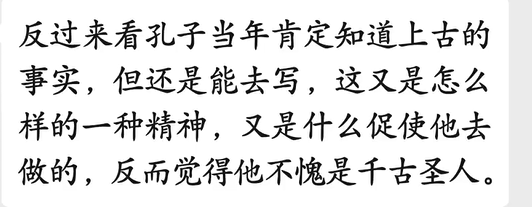 反过来看孔子当年肯定知道上古的
事实，但还是能去写，这又是怎么
样的一种精神，又是什么促使他去
做的，反而觉得他不愧是千古圣人。